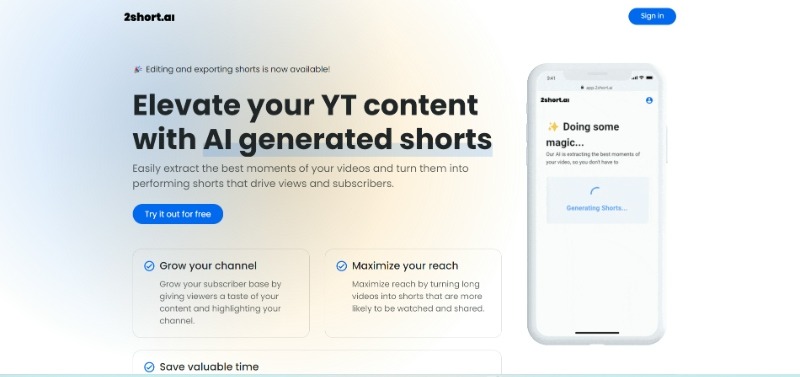 2short.aı
Sign in
🎉 Editing and exporting shorts is now available!
Elevate your YT content
with AI generated shorts
Easily extract the best moments of your videos and turn them into
performing shorts that drive views and subscribers.
Try it out for free
Grow your channel
Grow your subscriber base by
giving viewers a taste of your
content and highlighting your
channel.
Maximize your reach
Maximize reach by turning long
videos into shorts that are more
likely to be watched and shared.
Save valuable time
3:41
app.2short.ai
2short.aı
✨ Doing some
magic...
Our AI is extracting the best moments of
your video, so you don't have to
Generating Shorts...